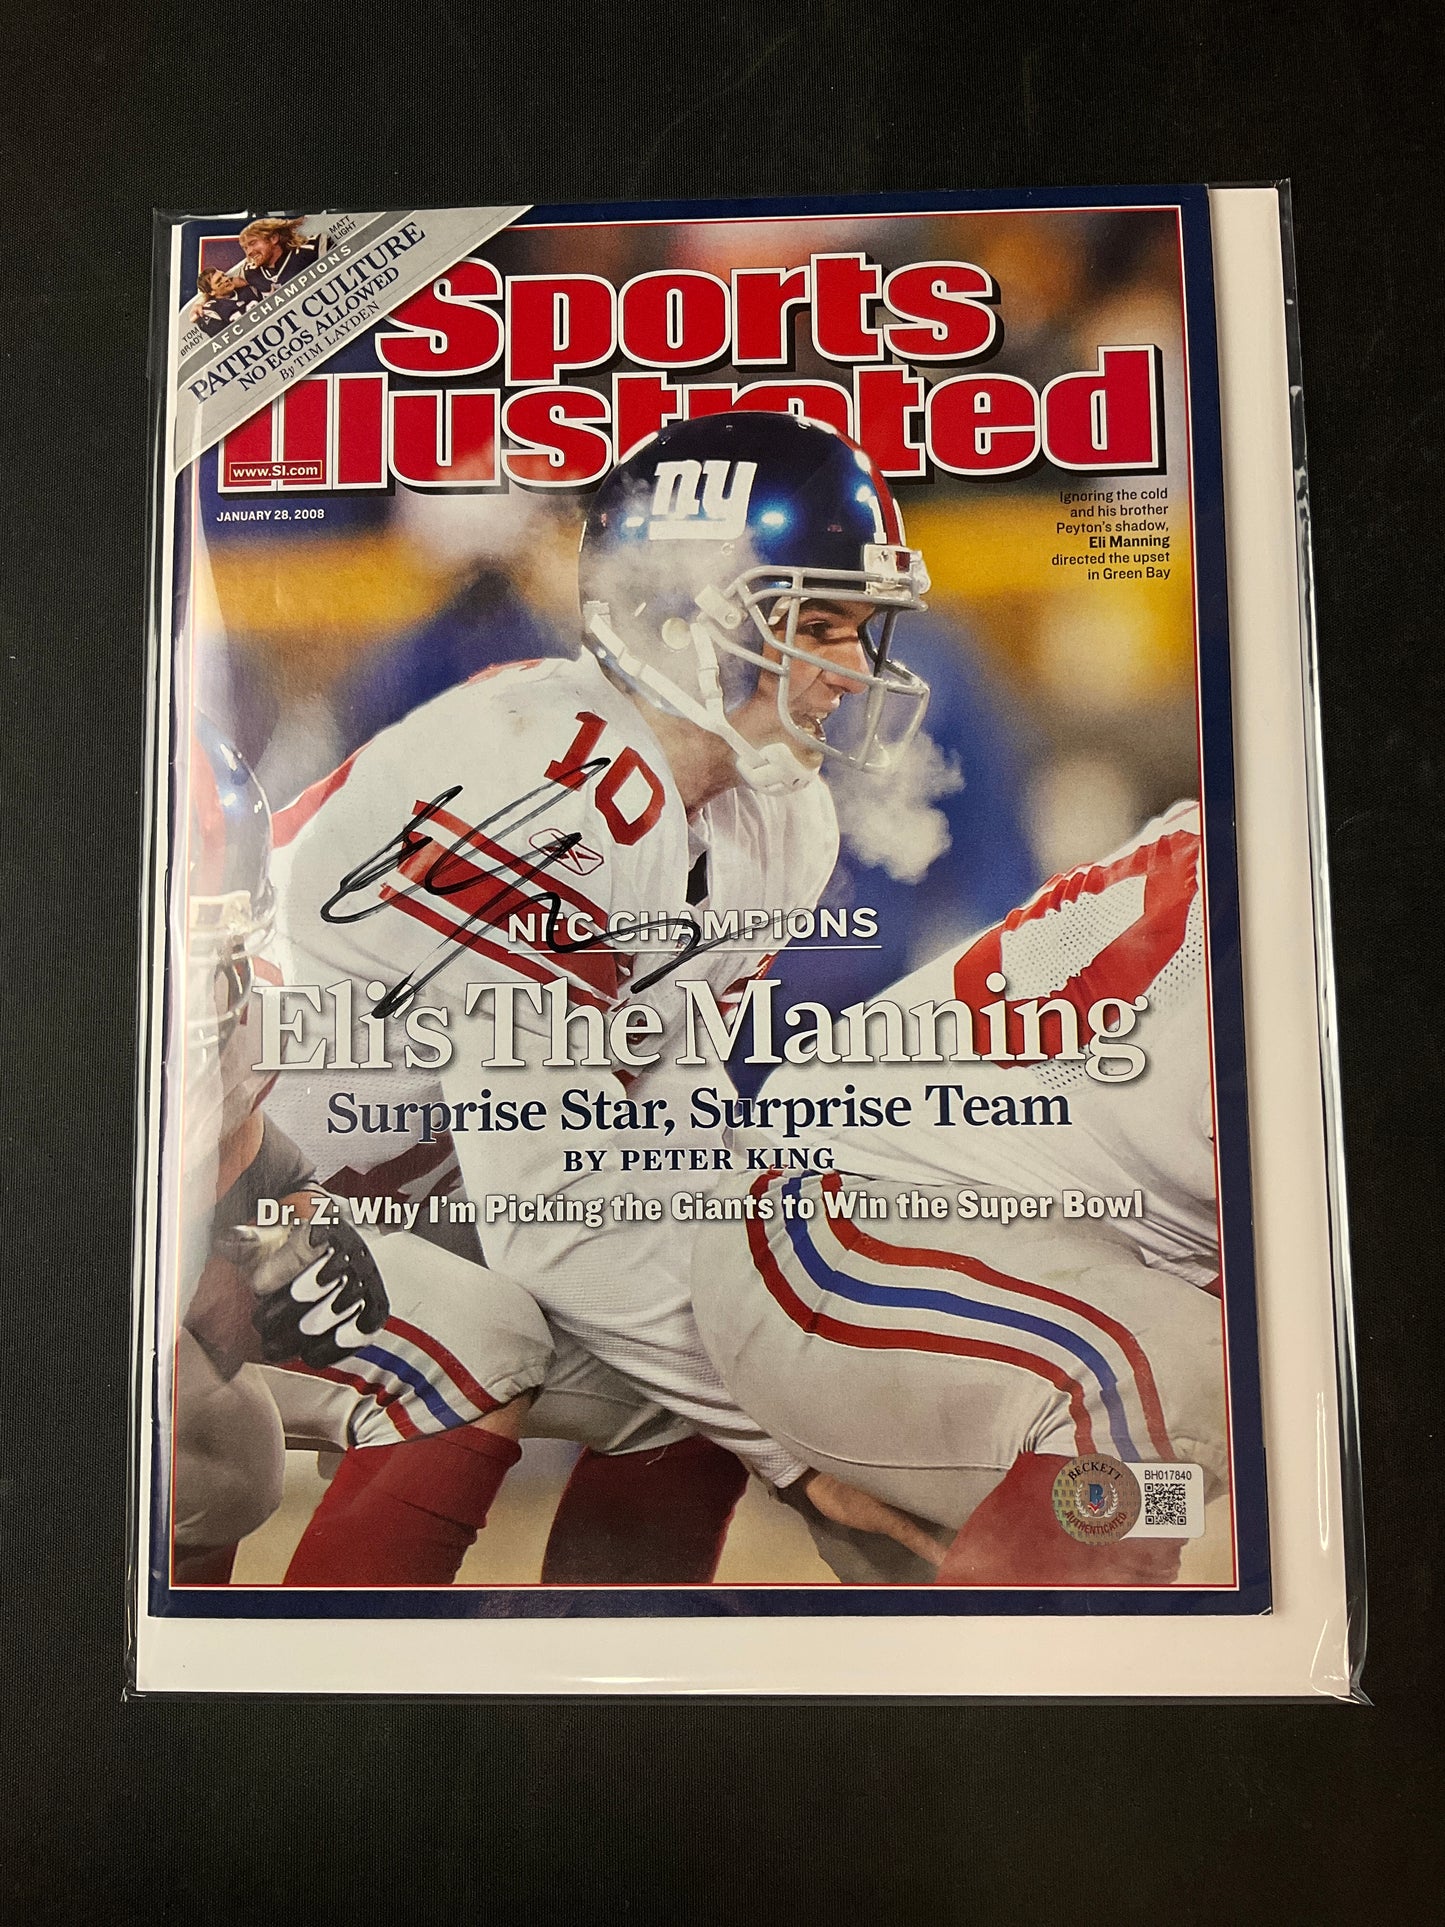 MATT
LIGHT
TOM
BRADY
AFC CHAMPIONS
PATRIOT CULTURE
NO EGOS ALLOWED
By TIM LAYDEN
Sports
Illustrated
www.SI.com
JANUARY 28, 2008
Ignoring the cold
and his brother
Peyton's shadow,
Eli Manning
directed the upset
in Green Bay
ny
10
NFC CHAMPIONS
Eli's The Manning
Surprise Star, Surprise Team
BY PETER KING
Dr. Z: Why I'm Picking the Giants to Win the Super Bowl
BECKETT
B
AUTHENTICATED
BH017840